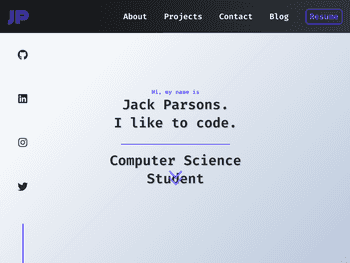 JP
About Projects Contact Blog Resume
Hi, my name is
Jack Parsons.
I like to code.
Computer Science
Student